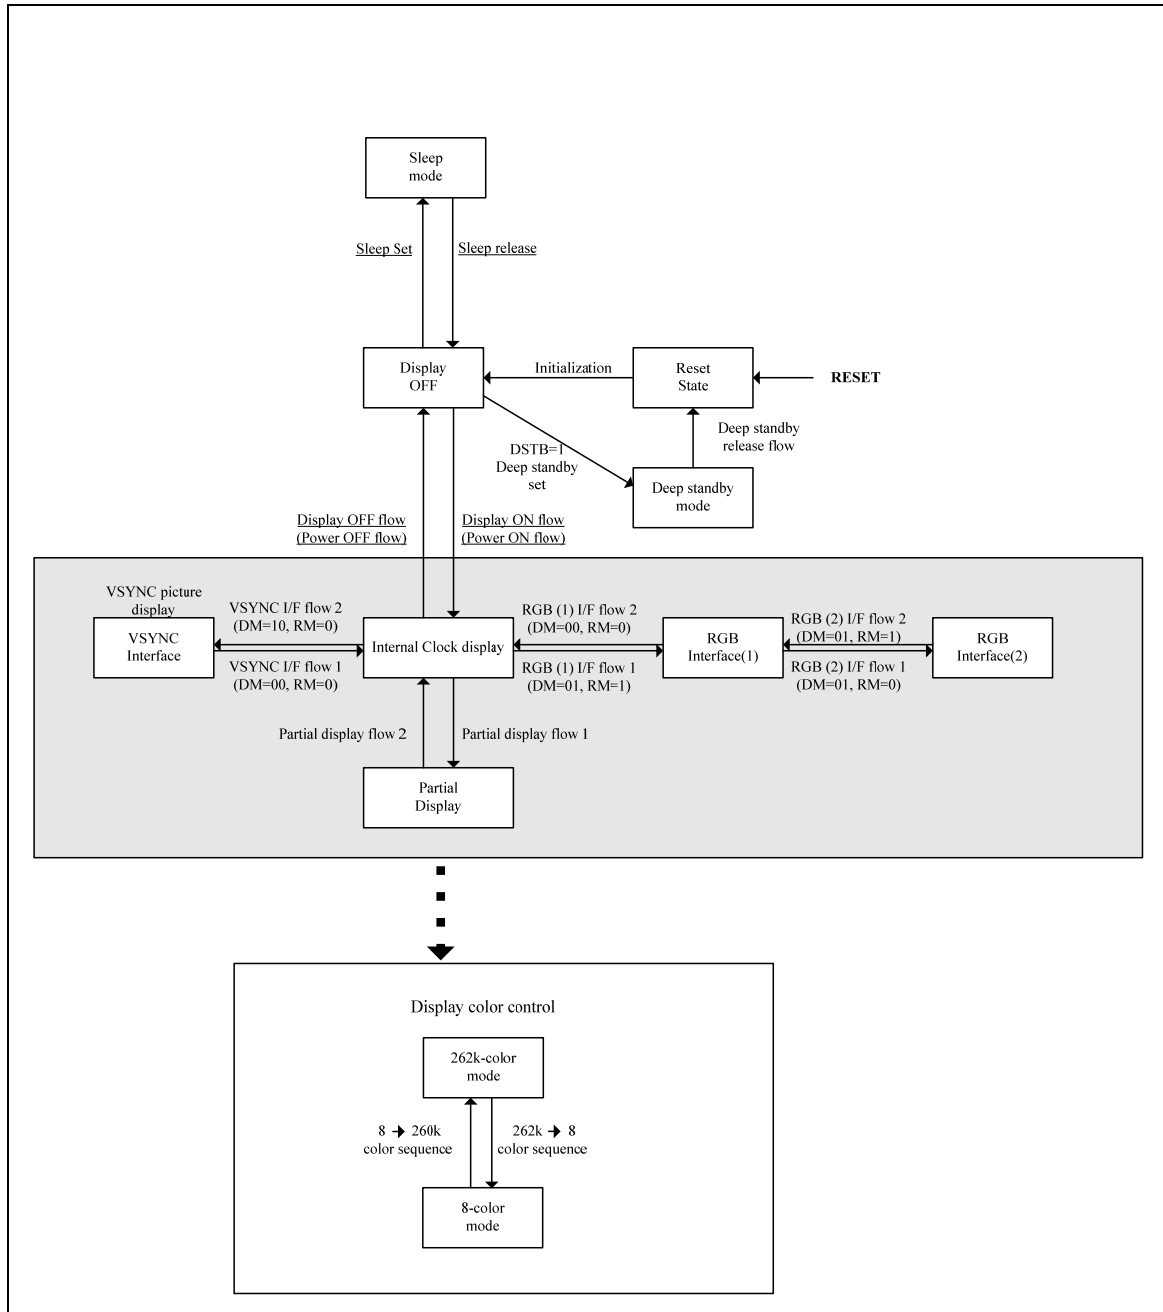 Sleep
mode
Sleep Set
Sleep release
Display
OFF
Initialization
Reset
State
RESET
Deep standby
release flow
DSTB=1
Deep standby
set
Deep standby
mode
Display OFF flow
(Power OFF flow)
Display ON flow
(Power ON flow)
VSYNC picture
display
VSYNC
Interface
VSYNC I/F flow 2
(DM=10, RM=0)
VSYNC I/F flow 1
(DM=00, RM=0)
Internal Clock display
RGB (1) I/F flow 2
(DM=00, RM=0)
RGB (1) I/F flow 1
(DM=01, RM=1)
RGB
Interface(1)
RGB (2) I/F flow 2
(DM=01, RM=1)
RGB (2) I/F flow 1
(DM=01, RM=0)
RGB
Interface(2)
Partial display flow 2
Partial display flow 1
Partial
Display
Display color control
262k-color
mode
8 → 260k
color sequence
262k → 8
color sequence
8-color
mode